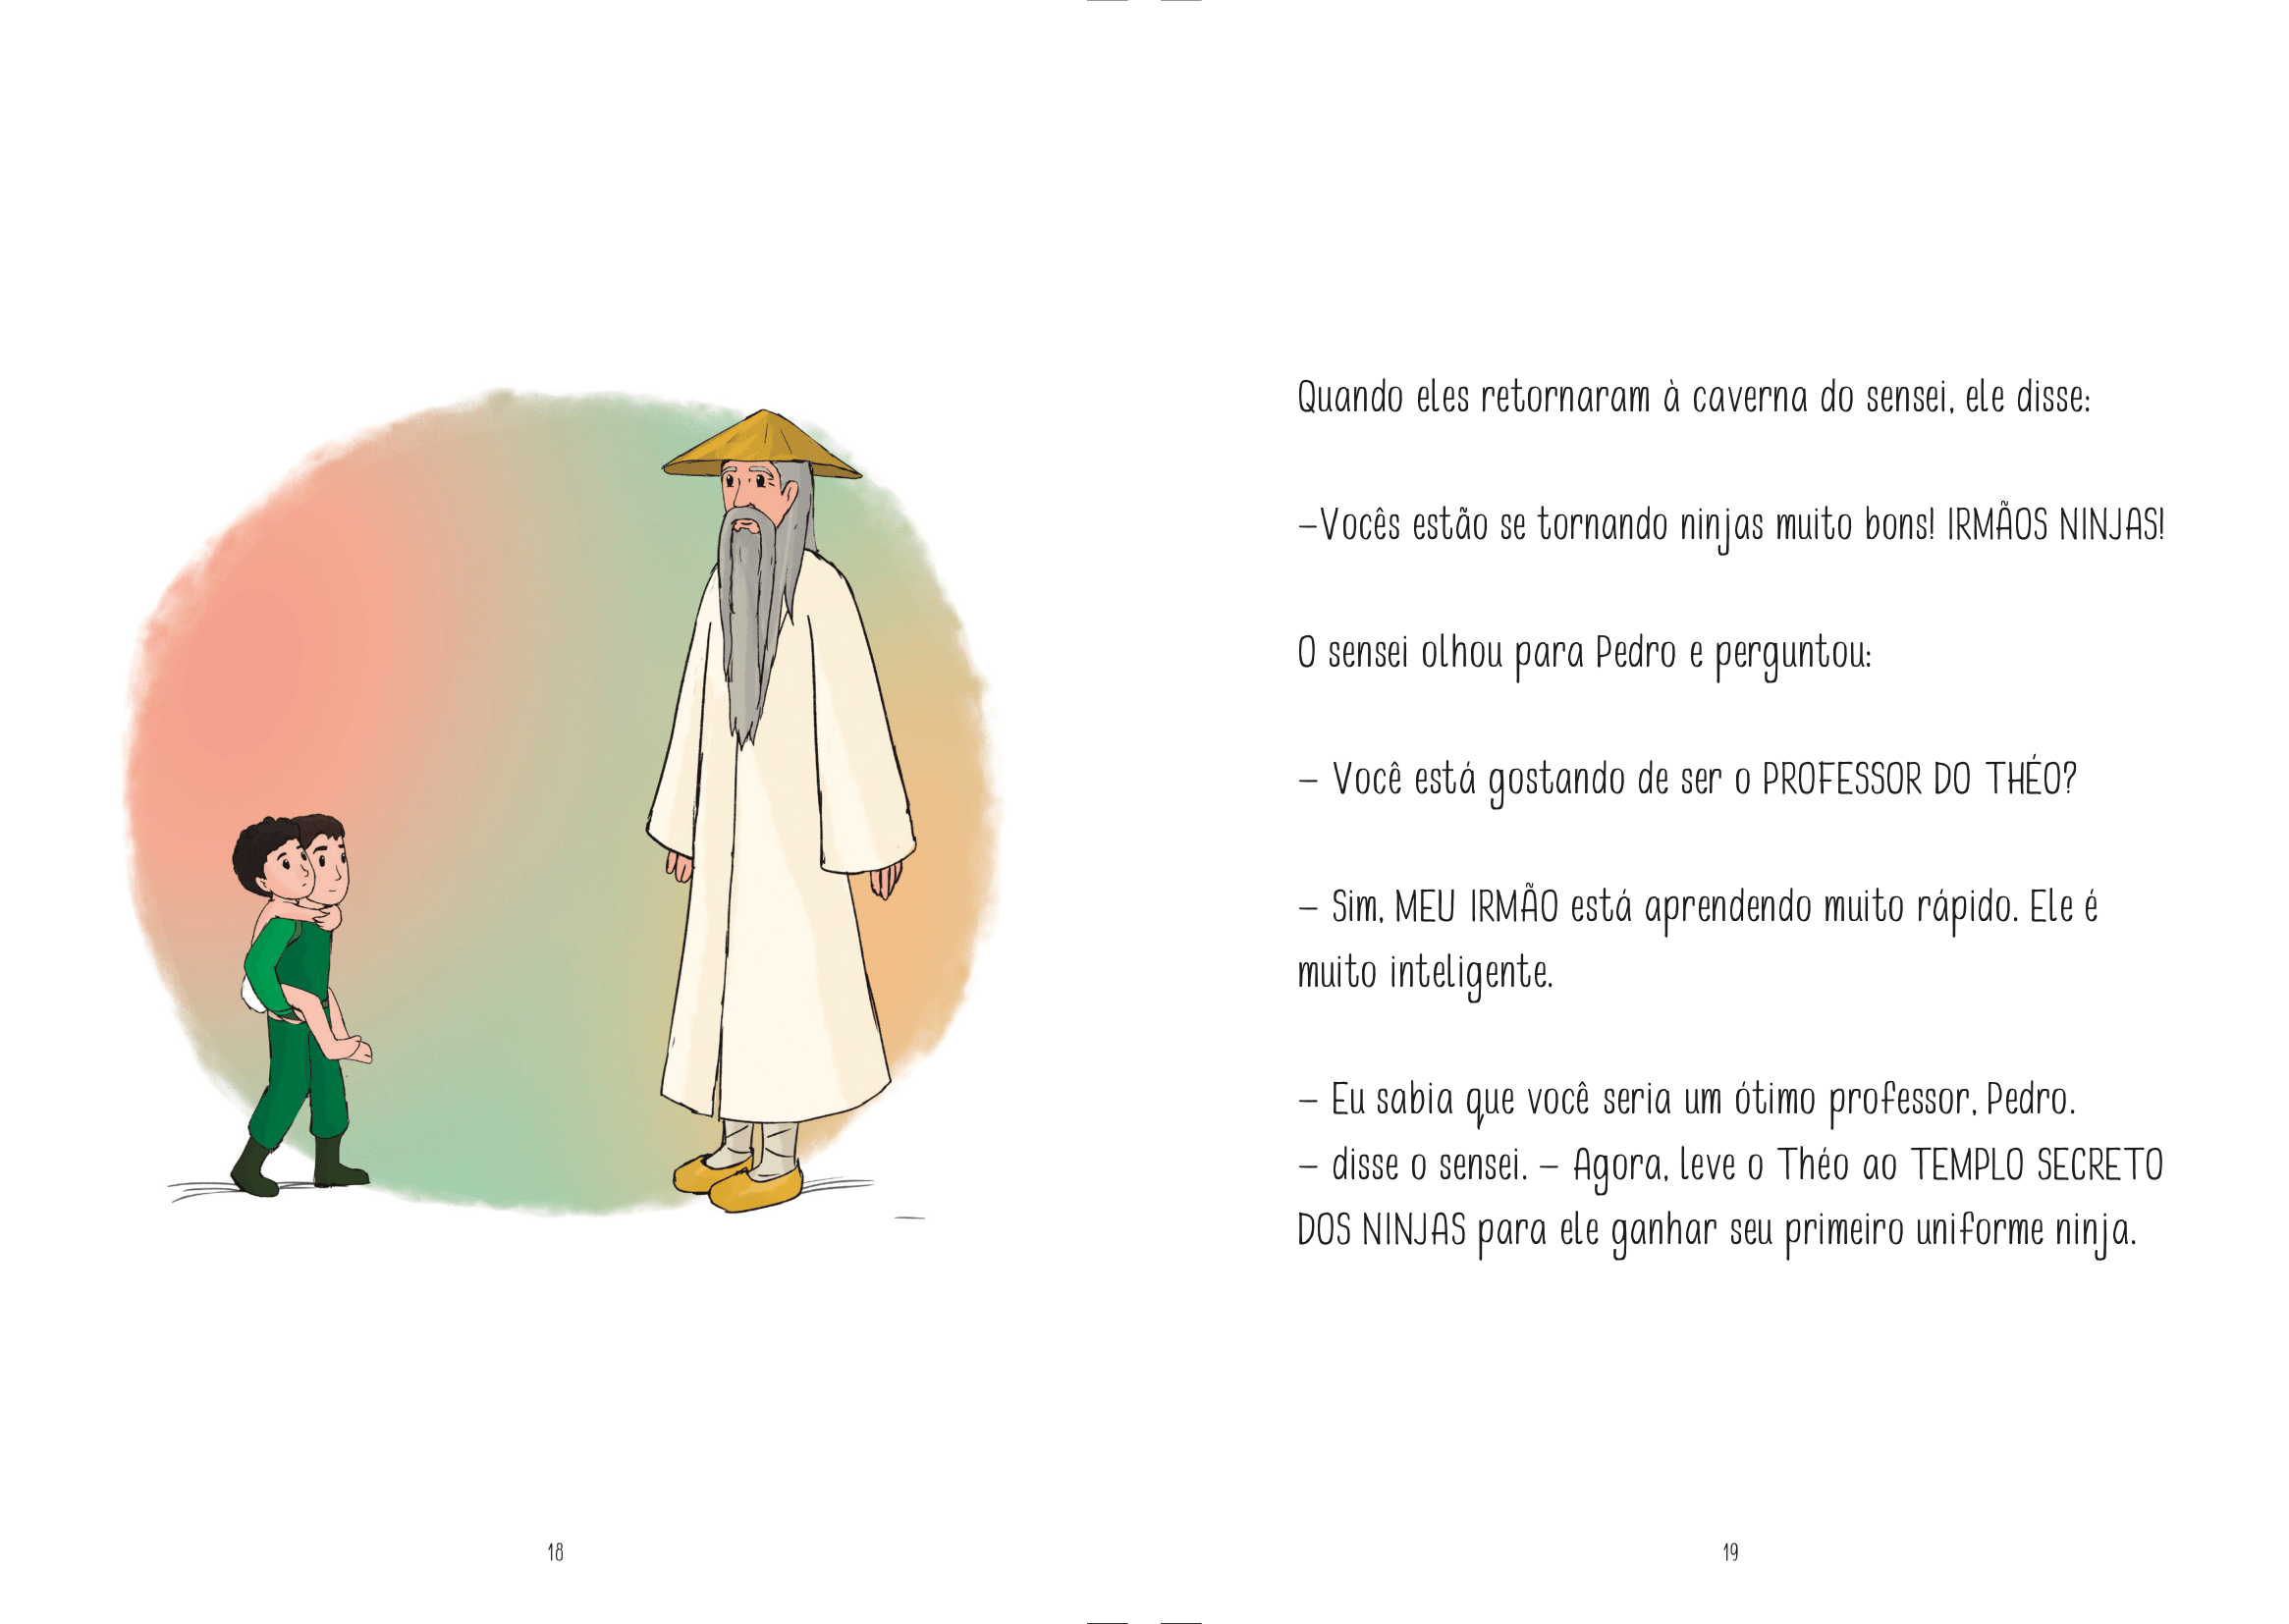 Quando eles retornaram à caverna do sensei, ele disse:
–Vocês estão se tornando ninjas muito bons! IRMÃOS NINJAS!
O sensei olhou para Pedro e perguntou:
– Você está gostando de ser o PROFESSOR DO THÉO?
– Sim, MEU IRMÃO está aprendendo muito rápido. Ele é
muito inteligente.
– Eu sabia que você seria um ótimo professor, Pedro.
– disse o sensei. – Agora, leve o Théo ao TEMPLO SECRETO
DOS NINJAS para ele ganhar seu primeiro uniforme ninja.
18
19